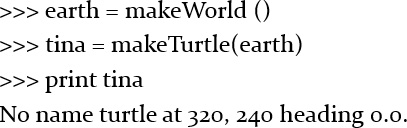 >>> earth = makeWorld ()
>>> tina = makeTurtle(earth)
>>> print tina
No name turtle at 320, 240 heading 0.0.